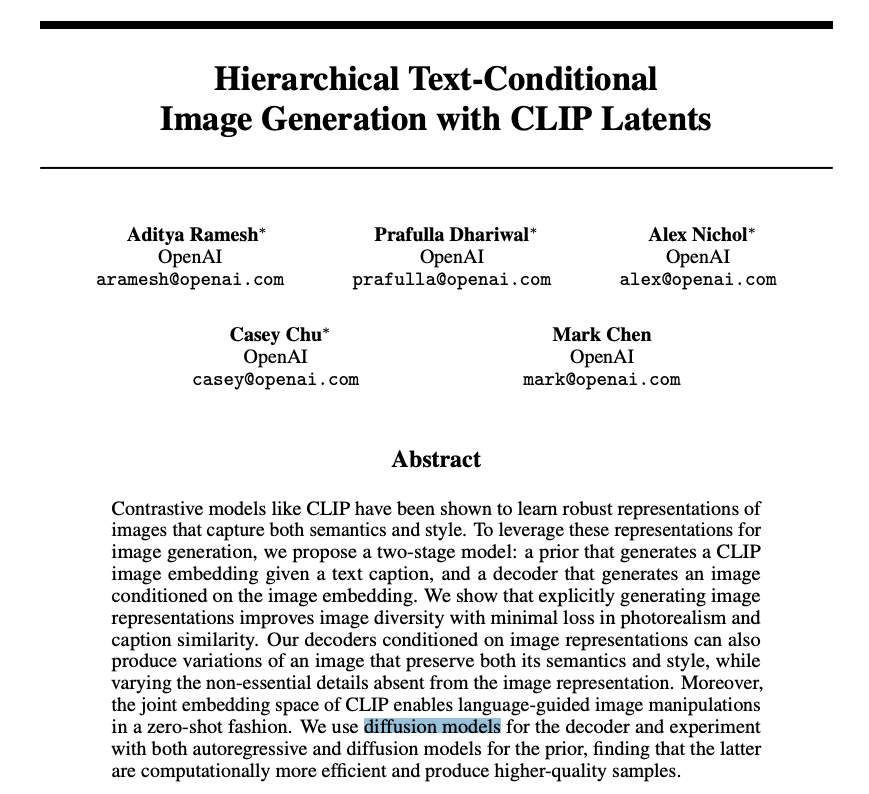 Hierarchical Text-Conditional
Image Generation with CLIP Latents
Aditya Ramesh* Prafulla Dhariwal* Alex Nichol*
OpenAI OpenAI OpenAI
aramesh@openai.com prafulla@openai.com alex@openai.com
Casey Chu* Mark Chen
OpenAI OpenAI
casey@openai.com mark@openai.com
Abstract
Contrastive models like CLIP have been shown to learn robust representations of
images that capture both semantics and style. To leverage these representations for
image generation, we propose a two-stage model: a prior that generates a CLIP
image embedding given a text caption, and a decoder that generates an image
conditioned on the image embedding. We show that explicitly generating image
representations improves image diversity with minimal loss in photorealism and
caption similarity. Our decoders conditioned on image representations can also
produce variations of an image that preserve both its semantics and style, while
varying the non-essential details absent from the image representation. Moreover,
the joint embedding space of CLIP enables language-guided image manipulations
in a zero-shot fashion. We use diffusion models for the decoder and experiment
with both autoregressive and diffusion models for the prior, finding that the latter
are computationally more efficient and produce higher-quality samples.